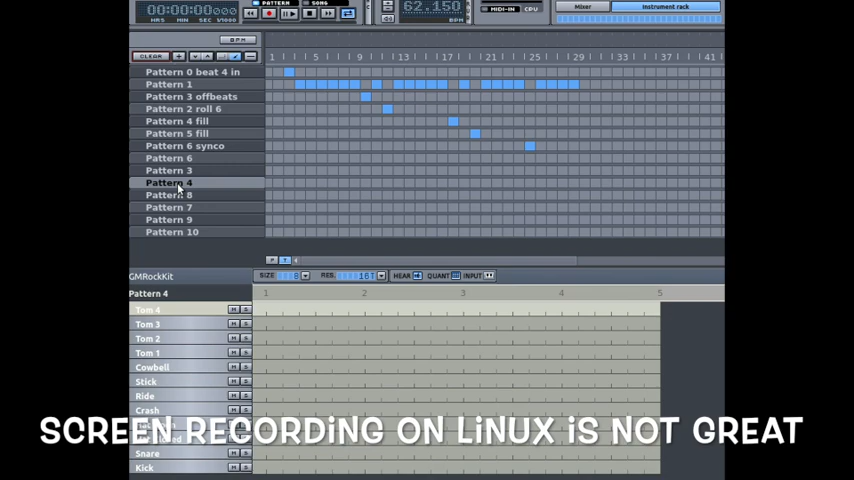 PATTERN SONG
00:00:00:000
HRS MIN SEC 1/1000
62.150
BPM
MIDI-IN CPU
Mixer Instrument rack
BPM
CLEAR
1 5 9 13 17 21 25 29 33 37 41
Pattern 0 beat 4 in
Pattern 1
Pattern 3 offbeats
Pattern 2 roll 6
Pattern 4 fill
Pattern 5 fill
Pattern 6 synco
Pattern 6
Pattern 3
Pattern 4
Pattern 8
Pattern 7
Pattern 9
Pattern 10
GMRockKit SIZE 8 RES. 16T HEAR QUANT INPUT
Pattern 4 1 2 3 4 5
Tom 4 M S
Tom 3 M S
Tom 2 M S
Tom 1 M S
Cowbell M S
Stick M S
Ride M S
Crash M S
SCREEN RECORDING ON LINUX IS NOT GREAT
Snare M S
Kick M S